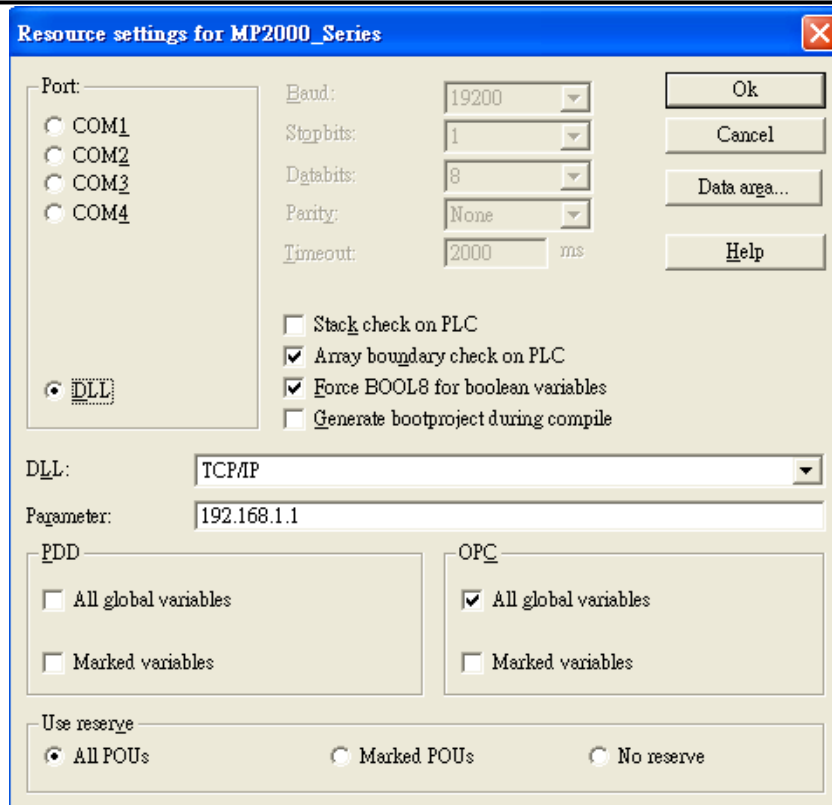 Resource settings for MP2000_Series
Port:
COM1
COM2
COM3
COM4
DLL
Baud: 19200
Stopbits: 1
Databits: 8
Parity: None
Timeout: 2000 ms
Ok
Cancel
Data area...
Help
Stack check on PLC
Array boundary check on PLC
Force BOOL8 for boolean variables
Generate bootproject during compile
DLL: TCP/IP
Parameter: 192.168.1.1
PDD
All global variables
Marked variables
OPC
All global variables
Marked variables
Use reserve
All POUs Marked POUs No reserve